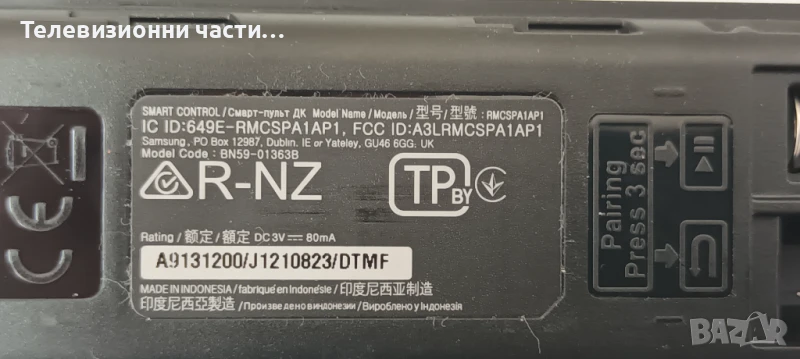 Телевизионни части...
SMART CONTROL / Смарт-пульт ДК Model Name / Модель / 型号 / 型號 : RMCSPA1AP1
IC ID:649E-RMCSPA1AP1, FCC ID:A3LRMCSPA1AP1
Samsung , PO Box 12987, Dublin. IE or Yateley, GU46 6GG. UK
Model Code : BN59-01363B
R-NZ
TP BY
Rating / 额定 / 額定 DC 3V 80mA
A9131200/J1210823/DTMF
MADE IN INDONESIA / fabriqué en Indonésie / 印度尼西亚制造
印度尼西亞製造 / Произведено в Индонезии / Вироблено у Індонезія
Pairing
Press 3 sec
BAZAR